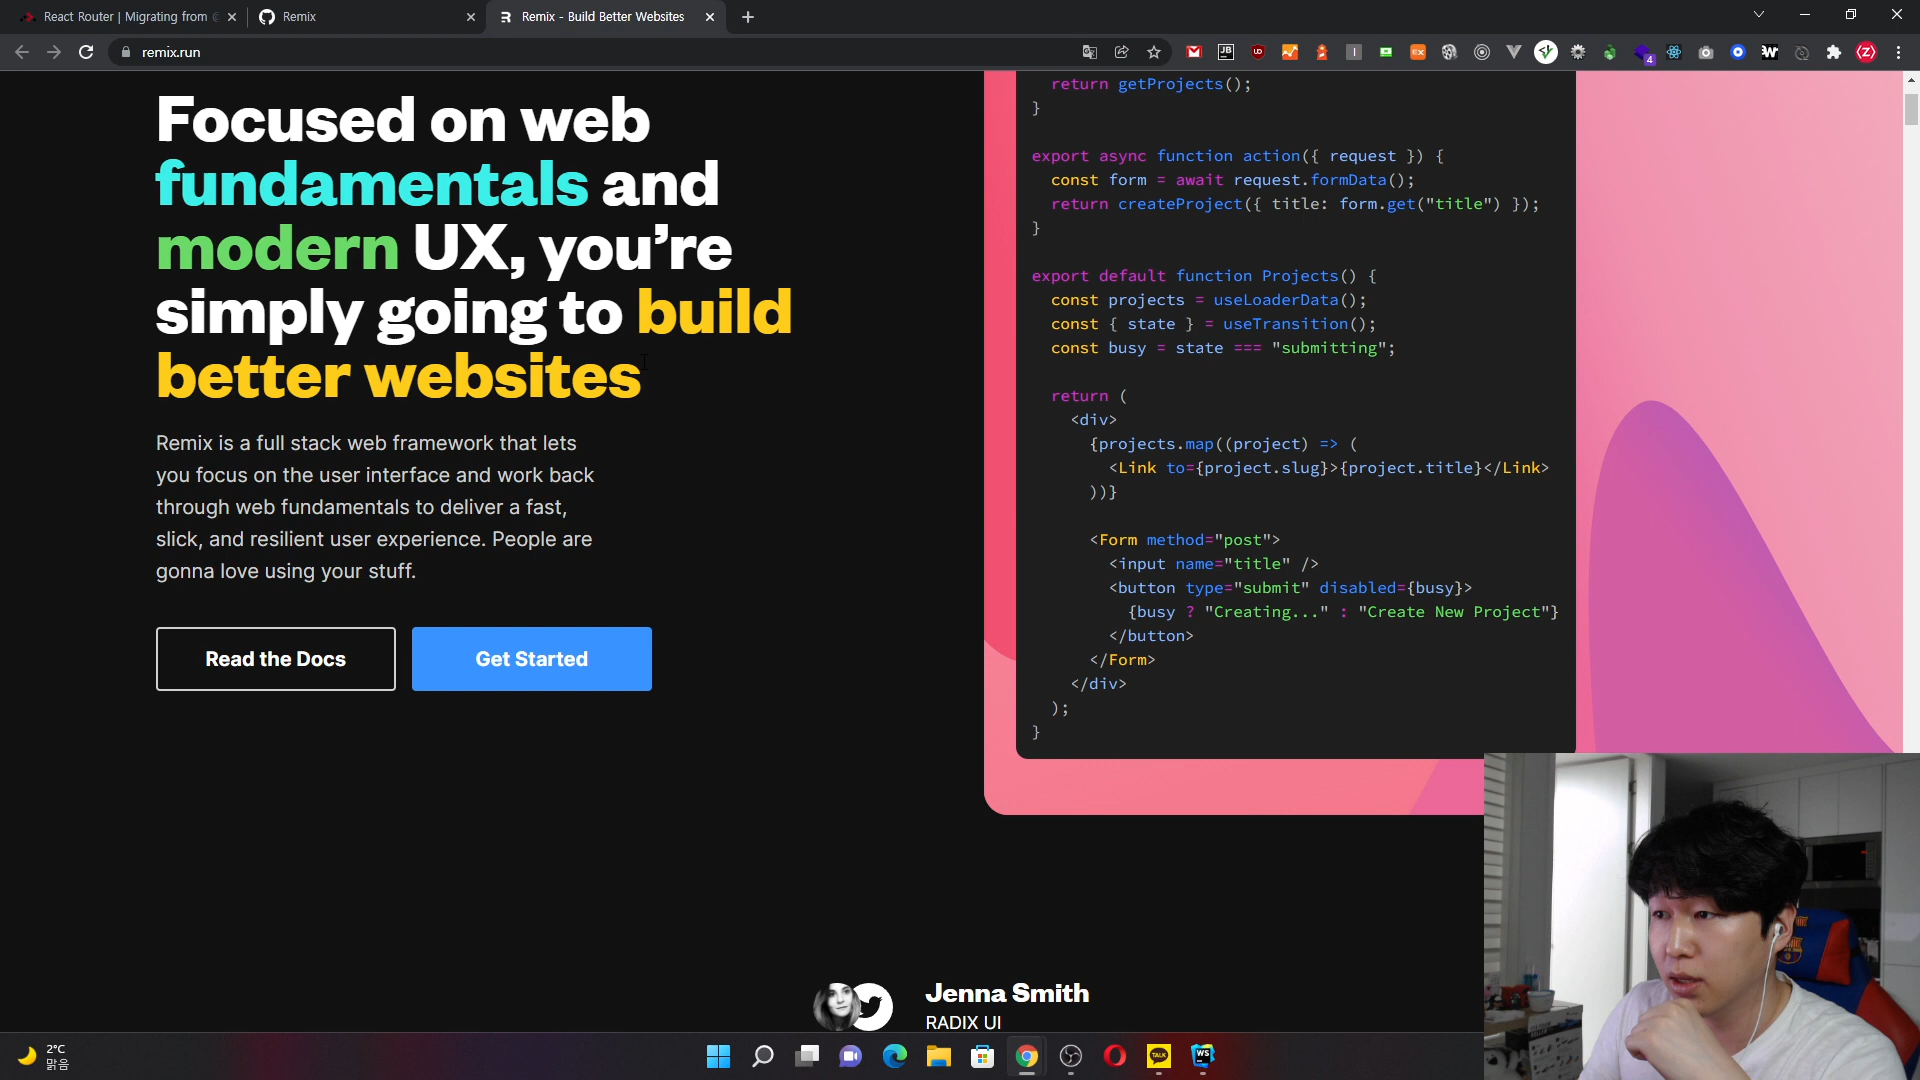 React Router | Migrating from
Remix
Remix - Build Better Websites
remix.run
JB
EX
4
W
Focused on web
fundamentals and
modern UX, you're
simply going to build
better websites
Remix is a full stack web framework that lets
you focus on the user interface and work back
through web fundamentals to deliver a fast,
slick, and resilient user experience. People are
gonna love using your stuff.
Read the Docs
Get Started
return getProjects();
}
export async function action({ request }) {
const form = await request.formData();
return createProject({ title: form.get("title") });
}
export default function Projects() {
const projects = useLoaderData();
const { state } = useTransition();
const busy = state === "submitting";
return (
<div>
{projects.map((project) => (
<Link to={project.slug}>{project.title}</Link>
))}
<Form method="post">
<input name="title" />
<button type="submit" disabled={busy}>
{busy ? "Creating..." : "Create New Project"}
</button>
</Form>
</div>
);
}
Jenna Smith
RADIX UI
2°C
맑음
TALK
WS